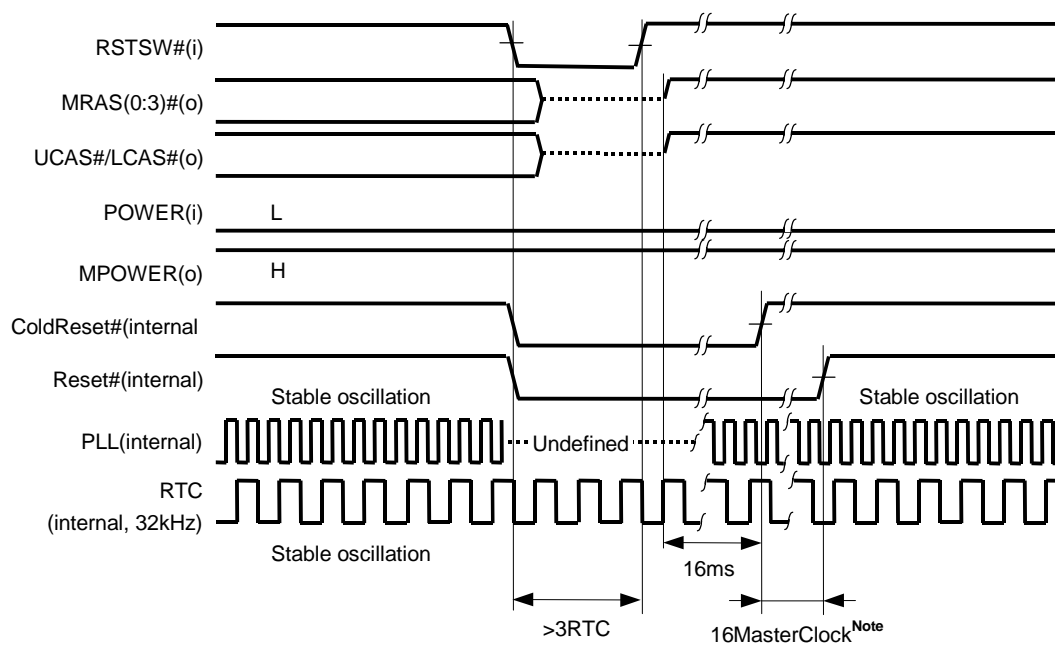 RSTSW#(i)
MRAS(0:3)#(o)
UCAS#/LCAS#(o)
POWER(i)
L
MPOWER(o)
H
ColdReset#(internal
Reset#(internal)
Stable oscillation
Stable oscillation
PLL(internal)
Undefined
RTC
(internal, 32kHz)
Stable oscillation
16ms
>3RTC
16MasterClockNote